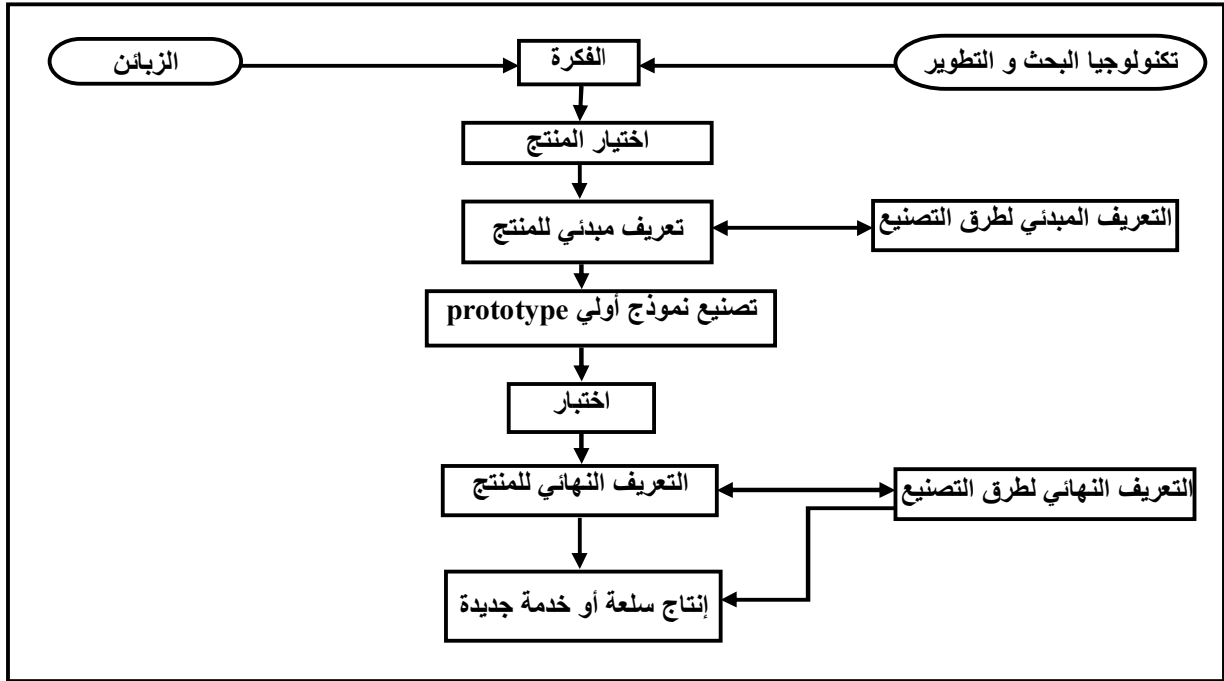 تكنولوجيا البحث و التطوير
الفكرة
الزبائن
اختيار المنتج
تعريف مبدئي للمنتج
التعريف المبدئي لطرق التصنيع
تصنيع نموذج أولي prototype
اختبار
التعريف النهائي للمنتج
التعريف النهائي لطرق التصنيع
إنتاج سلعة أو خدمة جديدة